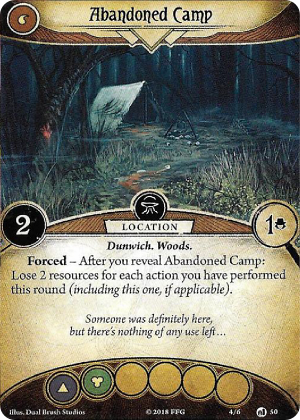 Abandoned Camp
2
LOCATION
1
Dunwich. Woods.
Forced – After you reveal Abandoned Camp:
Lose 2 resources for each action you have performed
this round (including this one, if applicable).
Someone was definitely here,
but there's nothing of any use left…
Illus. Dual Brush Studios
© 2018 FFG
4/6
50